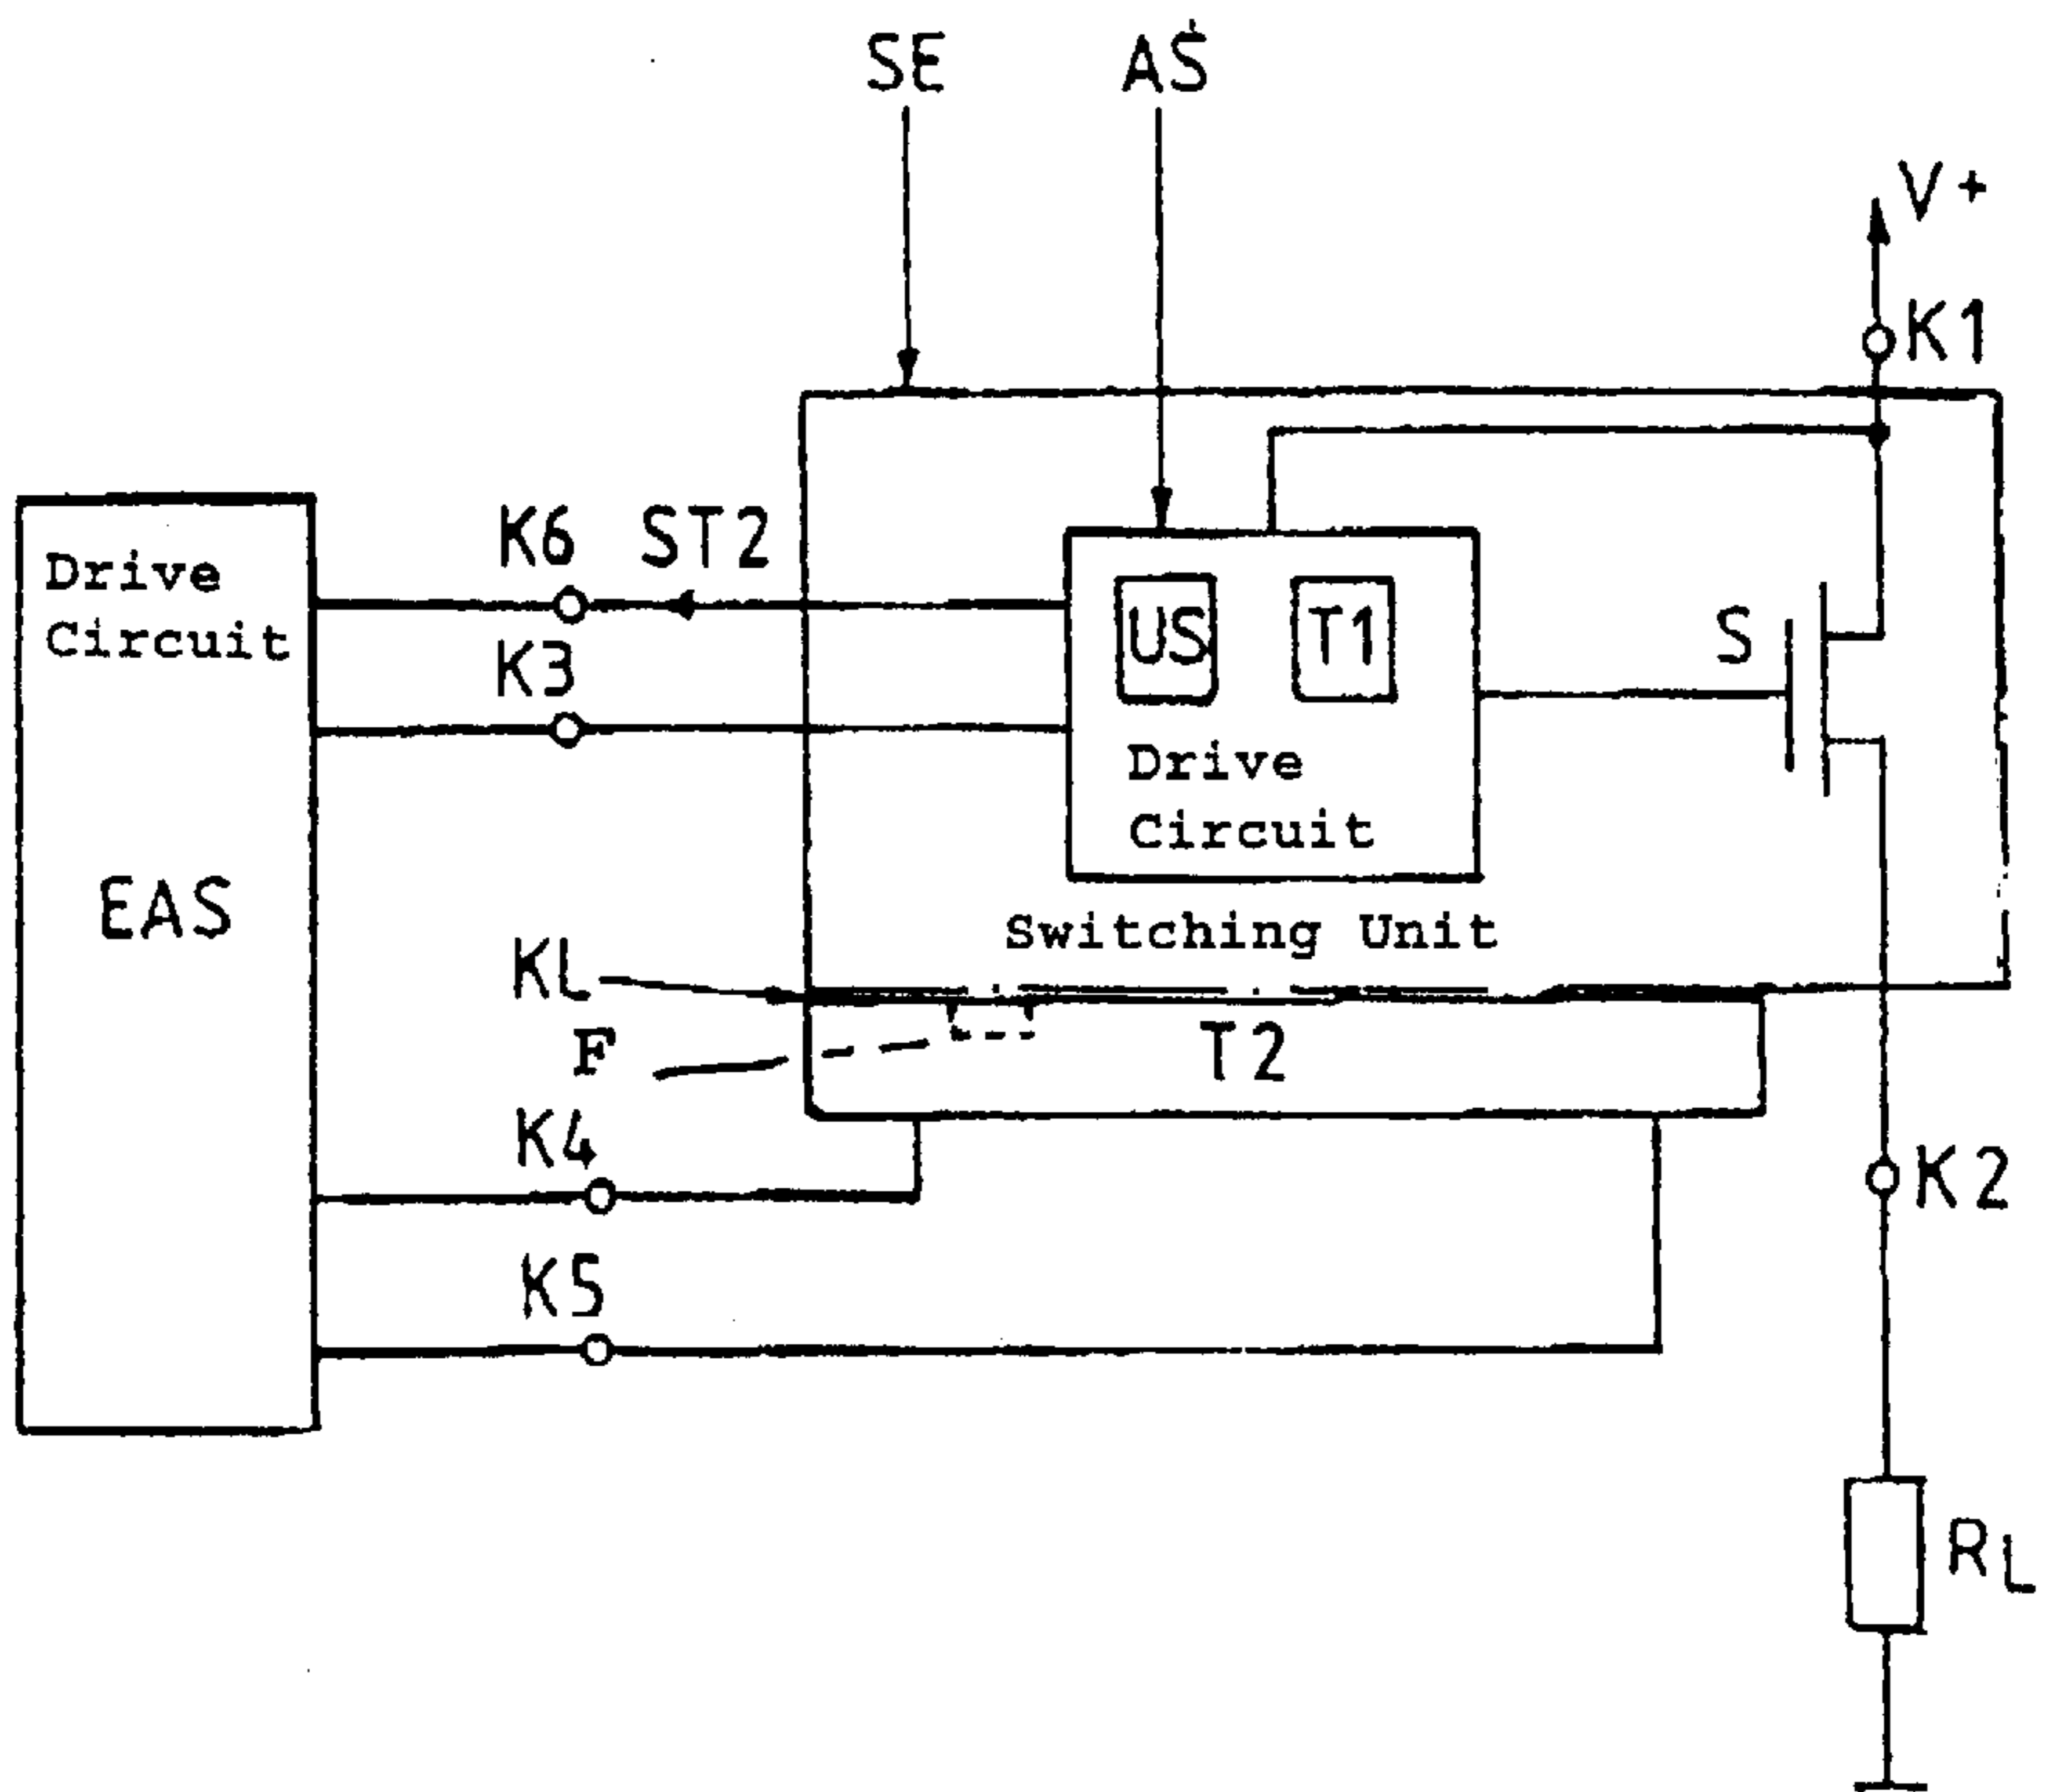 SE
AS
V+
K1
Drive
Circuit
K6
ST2
K3
US
T1
S
Drive
Circuit
EAS
Switching Unit
KL
F
T2
K4
K2
K5
RL